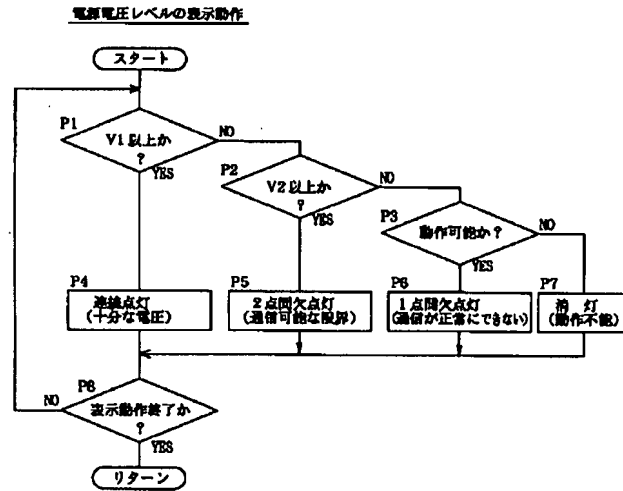 電源電圧レベルの表示動作
スタート
P1
V1以上か
?
NO
YES
P2
V2以上か
?
NO
YES
P3
動作可能か?
NO
YES
P4
連続点灯
(十分な電圧)
P5
2点間欠点灯
(通信可能な限界)
P6
1点間欠点灯
(通信が正常にできない)
P7
消 灯
(動作不能)
P8
NO
表示動作終了か
?
YES
リターン